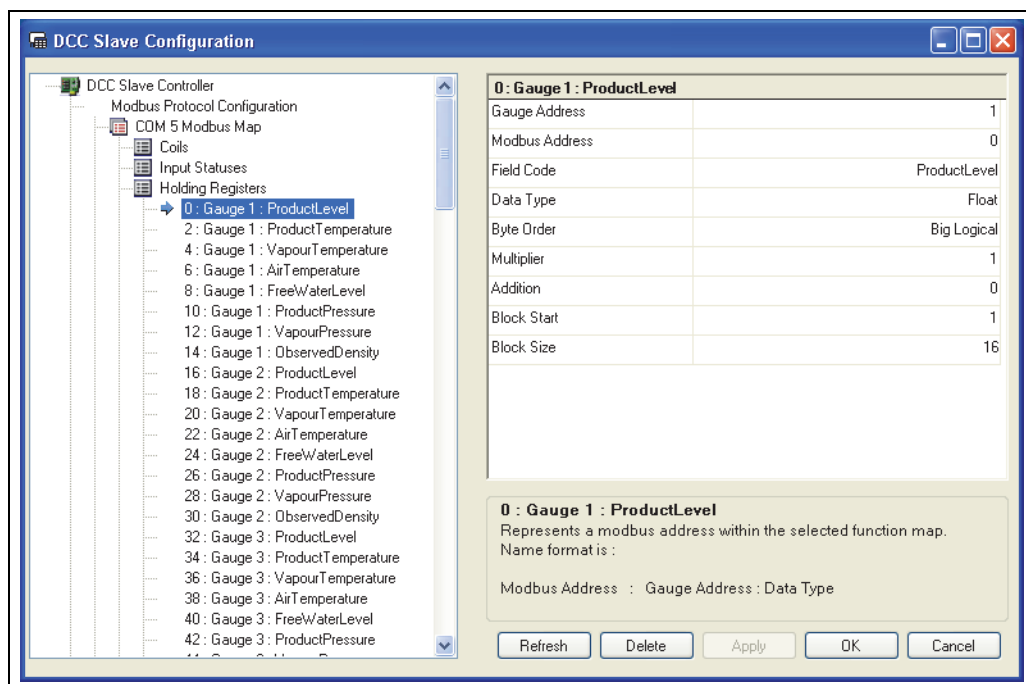 DCC Slave Configuration
DCC Slave Controller
Modbus Protocol Configuration
COM 5 Modbus Map
Coils
Input Statuses
Holding Registers
0 : Gauge 1 : ProductLevel
2 : Gauge 1 : ProductTemperature
4 : Gauge 1 : VapourTemperature
6 : Gauge 1 : AirTemperature
8 : Gauge 1 : FreeWaterLevel
10 : Gauge 1 : ProductPressure
12 : Gauge 1 : VapourPressure
14 : Gauge 1 : ObservedDensity
16 : Gauge 2 : ProductLevel
18 : Gauge 2 : ProductTemperature
20 : Gauge 2 : VapourTemperature
22 : Gauge 2 : AirTemperature
24 : Gauge 2 : FreeWaterLevel
26 : Gauge 2 : ProductPressure
28 : Gauge 2 : VapourPressure
30 : Gauge 2 : ObservedDensity
32 : Gauge 3 : ProductLevel
34 : Gauge 3 : ProductTemperature
36 : Gauge 3 : VapourTemperature
38 : Gauge 3 : AirTemperature
40 : Gauge 3 : FreeWaterLevel
42 : Gauge 3 : ProductPressure
0 : Gauge 1 : ProductLevel
Gauge Address 1
Modbus Address 0
Field Code ProductLevel
Data Type Float
Byte Order Big Logical
Multiplier 1
Addition 0
Block Start 1
Block Size 16
0 : Gauge 1 : ProductLevel
Represents a modbus address within the selected function map.
Name format is :
Modbus Address : Gauge Address : Data Type
Refresh Delete Apply OK Cancel